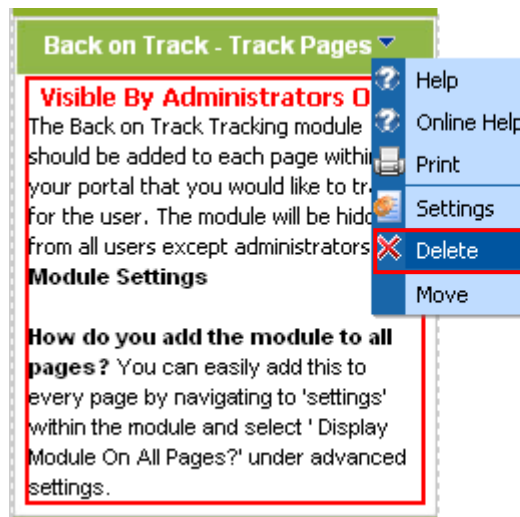 Back on Track - Track Pages
Visible By Administrators O
The Back on Track Tracking module
should be added to each page withi
your portal that you would like to tr
for the user. The module will be hidd
from all users except administrators
Module Settings
How do you add the module to all
pages? You can easily add this to
every page by navigating to 'settings'
within the module and select ' Display
Module On All Pages?' under advanced
settings.
Help
Online Help
Print
Settings
Delete
Move